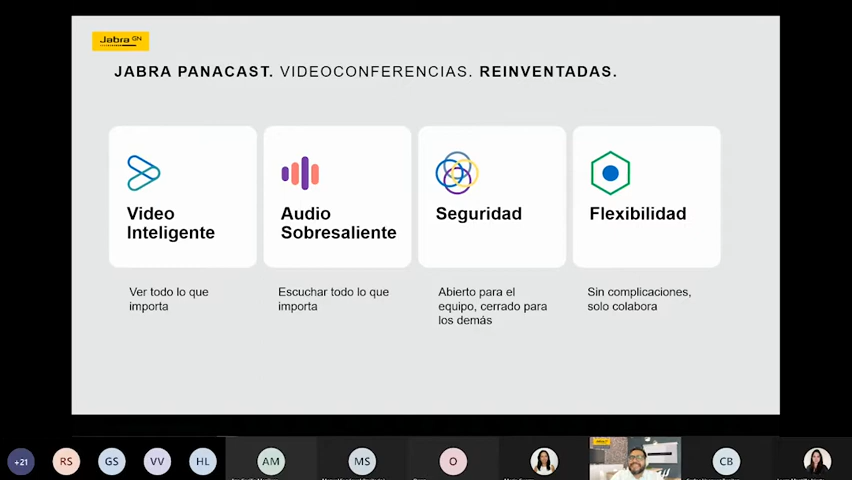 Jabra GN
JABRA PANACAST. VIDEOCONFERENCIAS. REINVENTADAS.
Video
Inteligente
Audio
Sobresaliente
Seguridad
Flexibilidad
Ver todo lo que
importa
Escuchar todo lo que
importa
Abierto para el
equipo, cerrado para
los demás
Sin complicaciones,
solo colabora
+21
RS
GS
VV
HL
AM
MS
O
CB